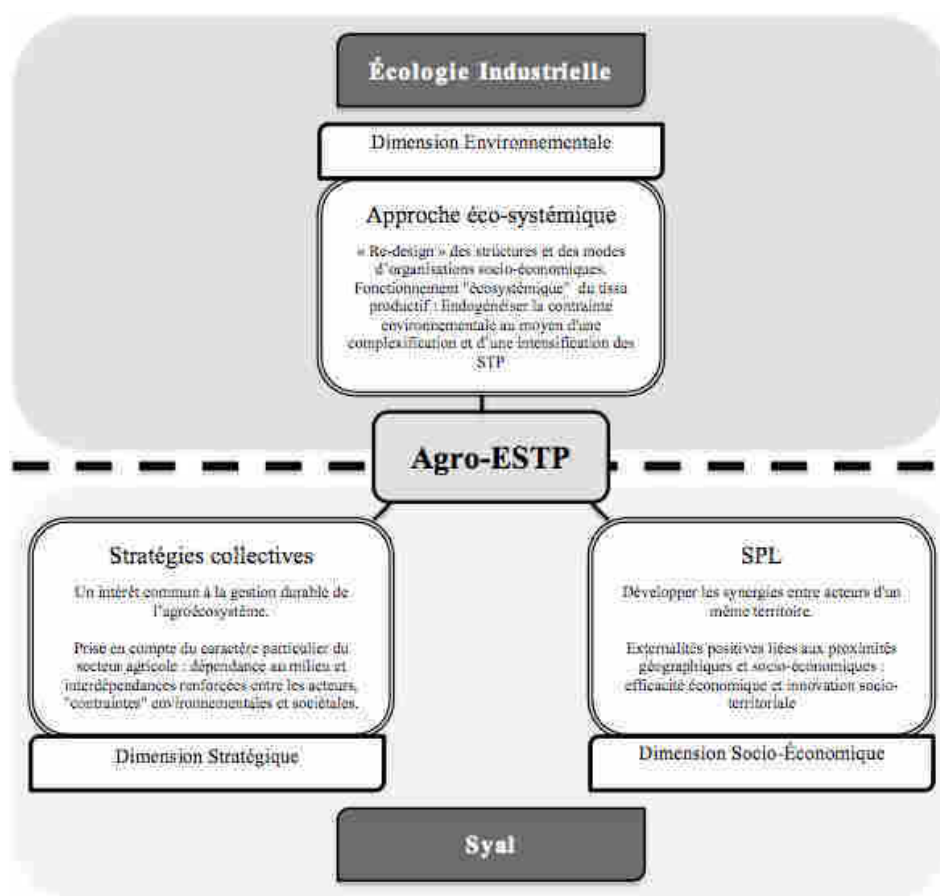 Écologie Industrielle
Dimension Environnementale
Approche éco-systémique
« Re-design » des structures et des modes
d'organisations socio-économiques.
Fonctionnement "écosystémique" du tissu
productif : Endogénéiser la contrainte
environnementale au moyen d'une
complexification et d'une intensification des
STP
Agro-ESTP
Stratégies collectives
Un intérêt commun à la gestion durable de
l'agroécosystème.
Prise en compte du caractère particulier du
secteur agricole : dépendance au milieu et
interdépendances renforcées entre les acteurs,
"contraintes" environnementales et sociétales.
Dimension Stratégique
SPL
Développer les synergies entre acteurs d'un
même territoire.
Externalités positives liées aux proximités
géographiques et socio-économiques :
efficacité économique et innovation socio-
territoriale
Dimension Socio-Économique
Syal